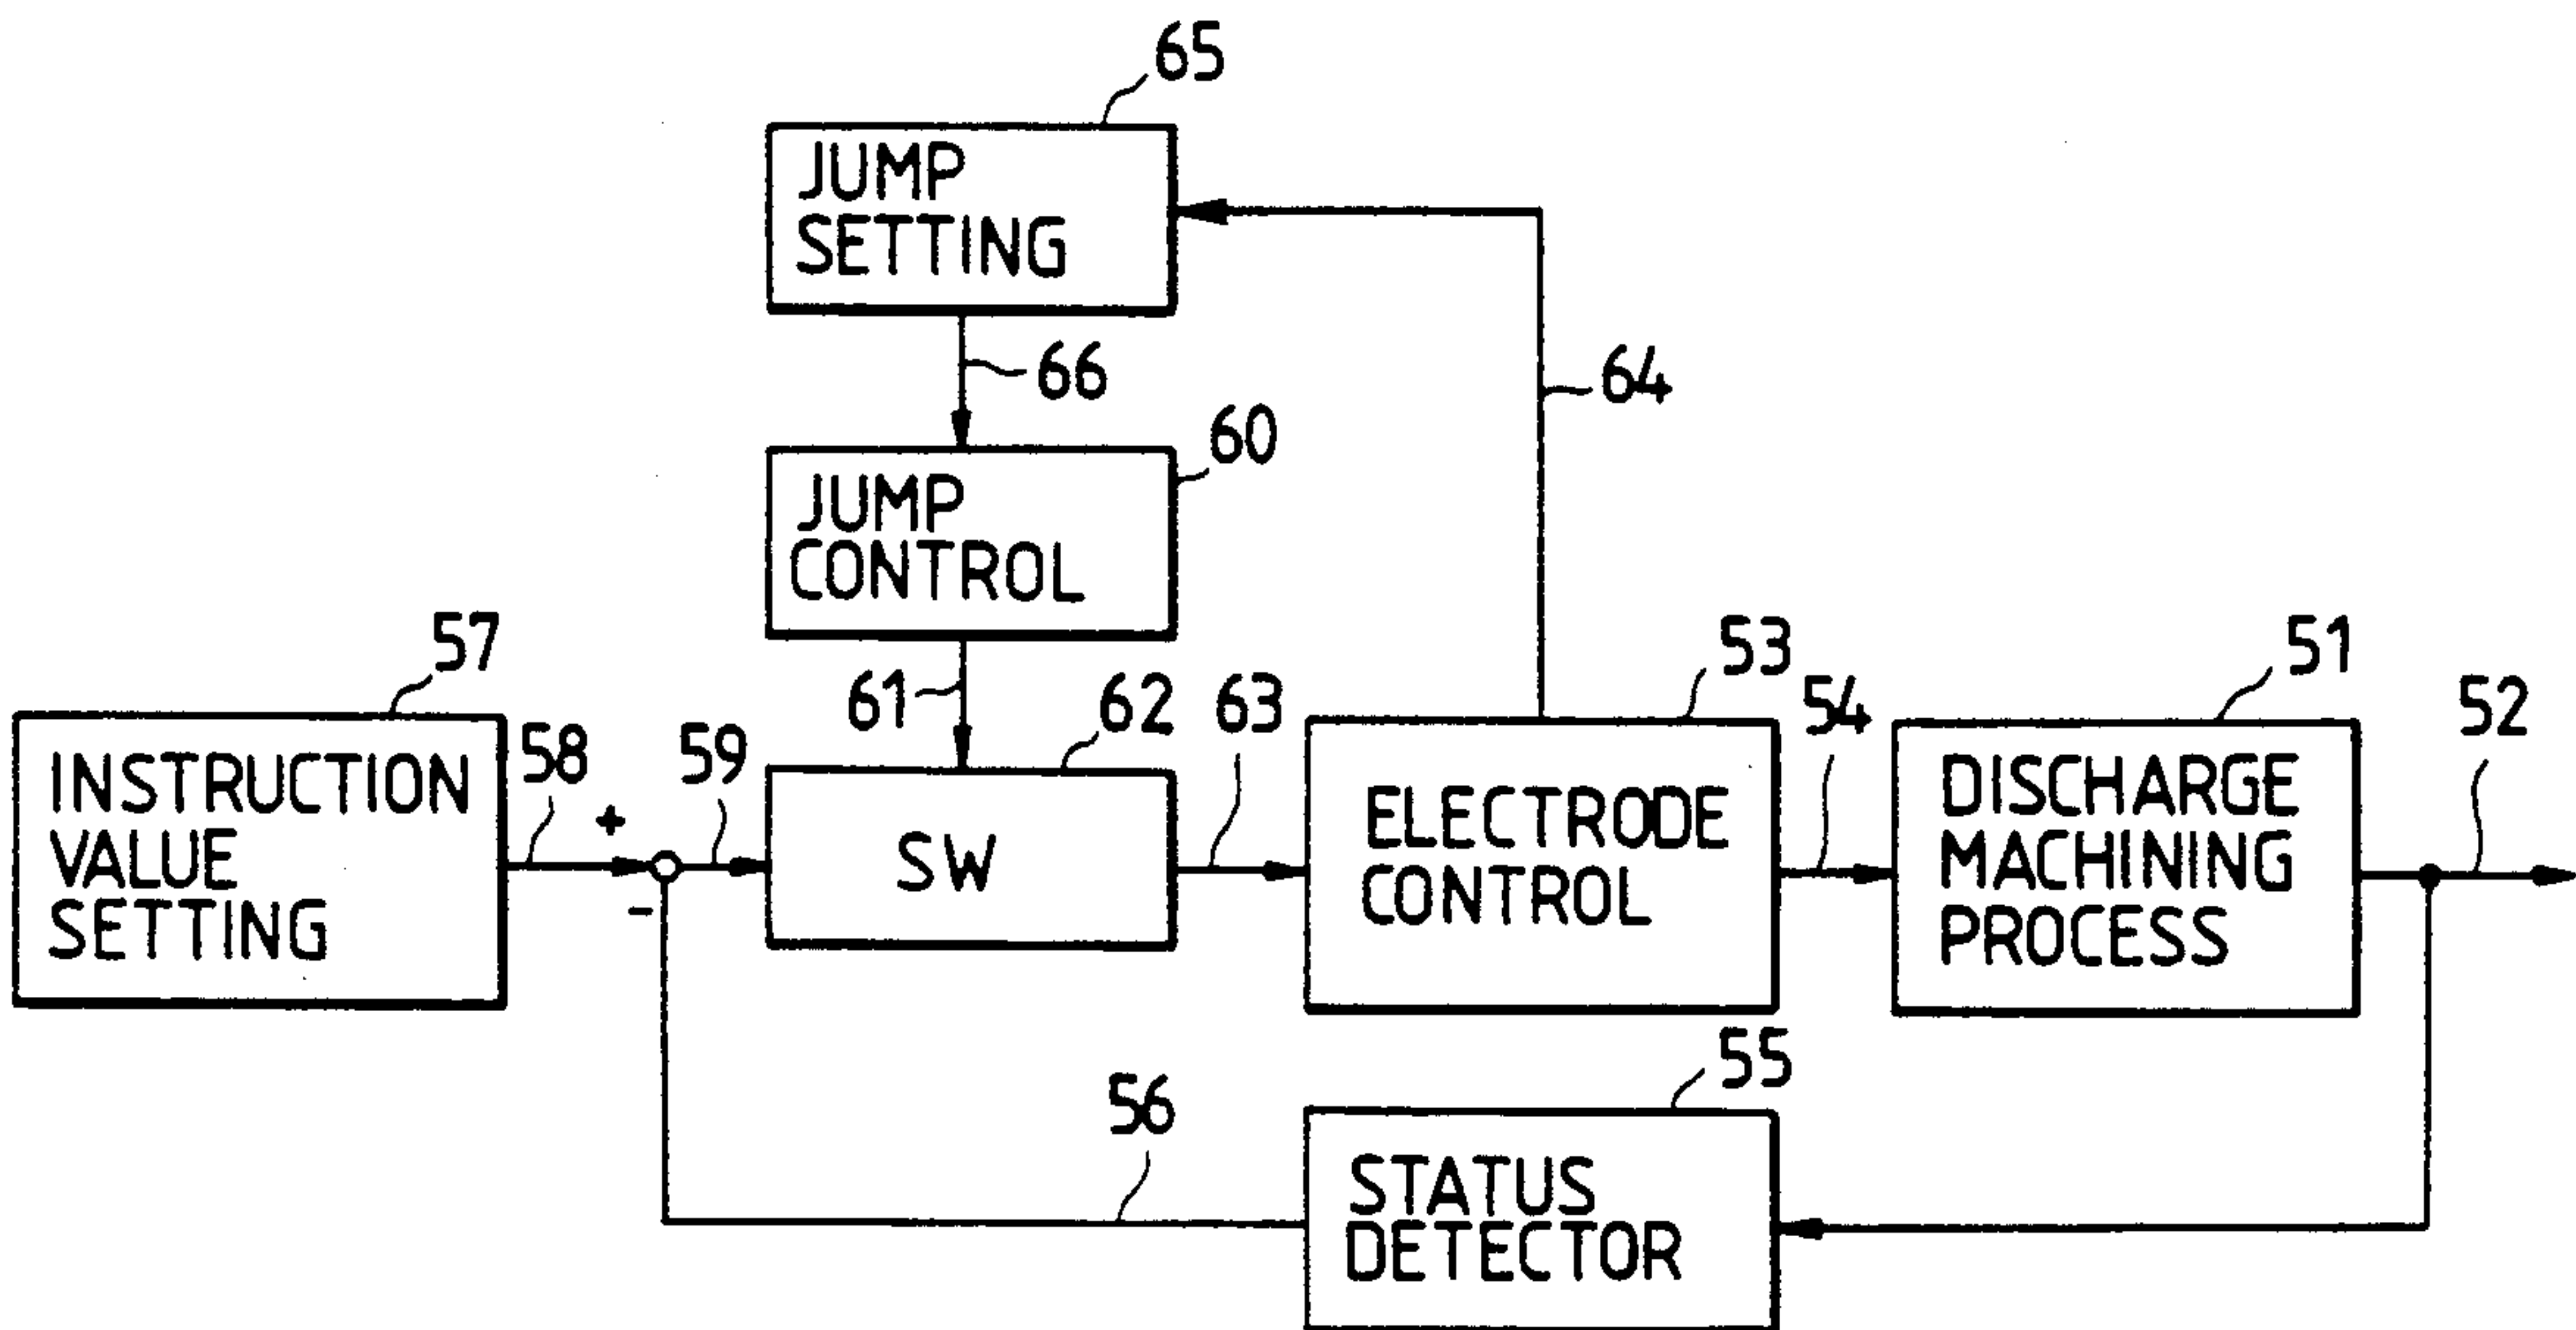 65
JUMP
SETTING
66
64
60
JUMP
CONTROL
57
61
62
63
53
54
51
52
58
59
INSTRUCTION
VALUE
SETTING
+
-
SW
ELECTRODE
CONTROL
DISCHARGE
MACHINING
PROCESS
56
55
STATUS
DETECTOR